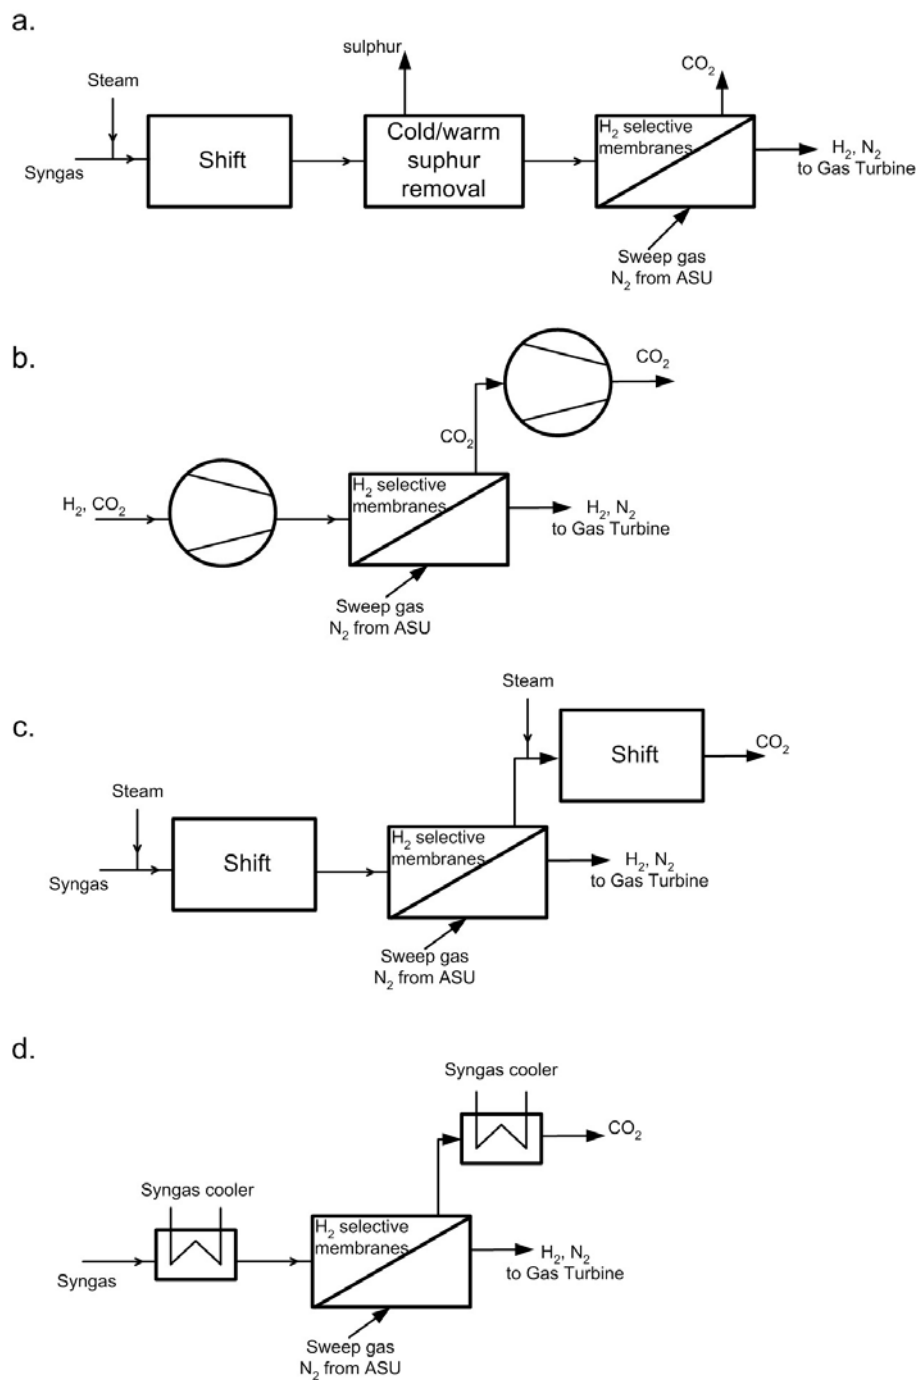 a.
sulphur
Steam
CO₂
Syngas
Shift
Cold/warm
suphur
removal
H₂ selective
membranes
H₂, N₂
to Gas Turbine
Sweep gas
N₂ from ASU
b.
CO₂
CO₂
H₂, CO₂
H₂ selective
membranes
H₂, N₂
to Gas Turbine
Sweep gas
N₂ from ASU
c.
Steam
Shift
CO₂
Steam
Syngas
Shift
H₂ selective
membranes
H₂, N₂
to Gas Turbine
Sweep gas
N₂ from ASU
d.
Syngas cooler
CO₂
Syngas cooler
Syngas
H₂ selective
membranes
H₂, N₂
to Gas Turbine
Sweep gas
N₂ from ASU